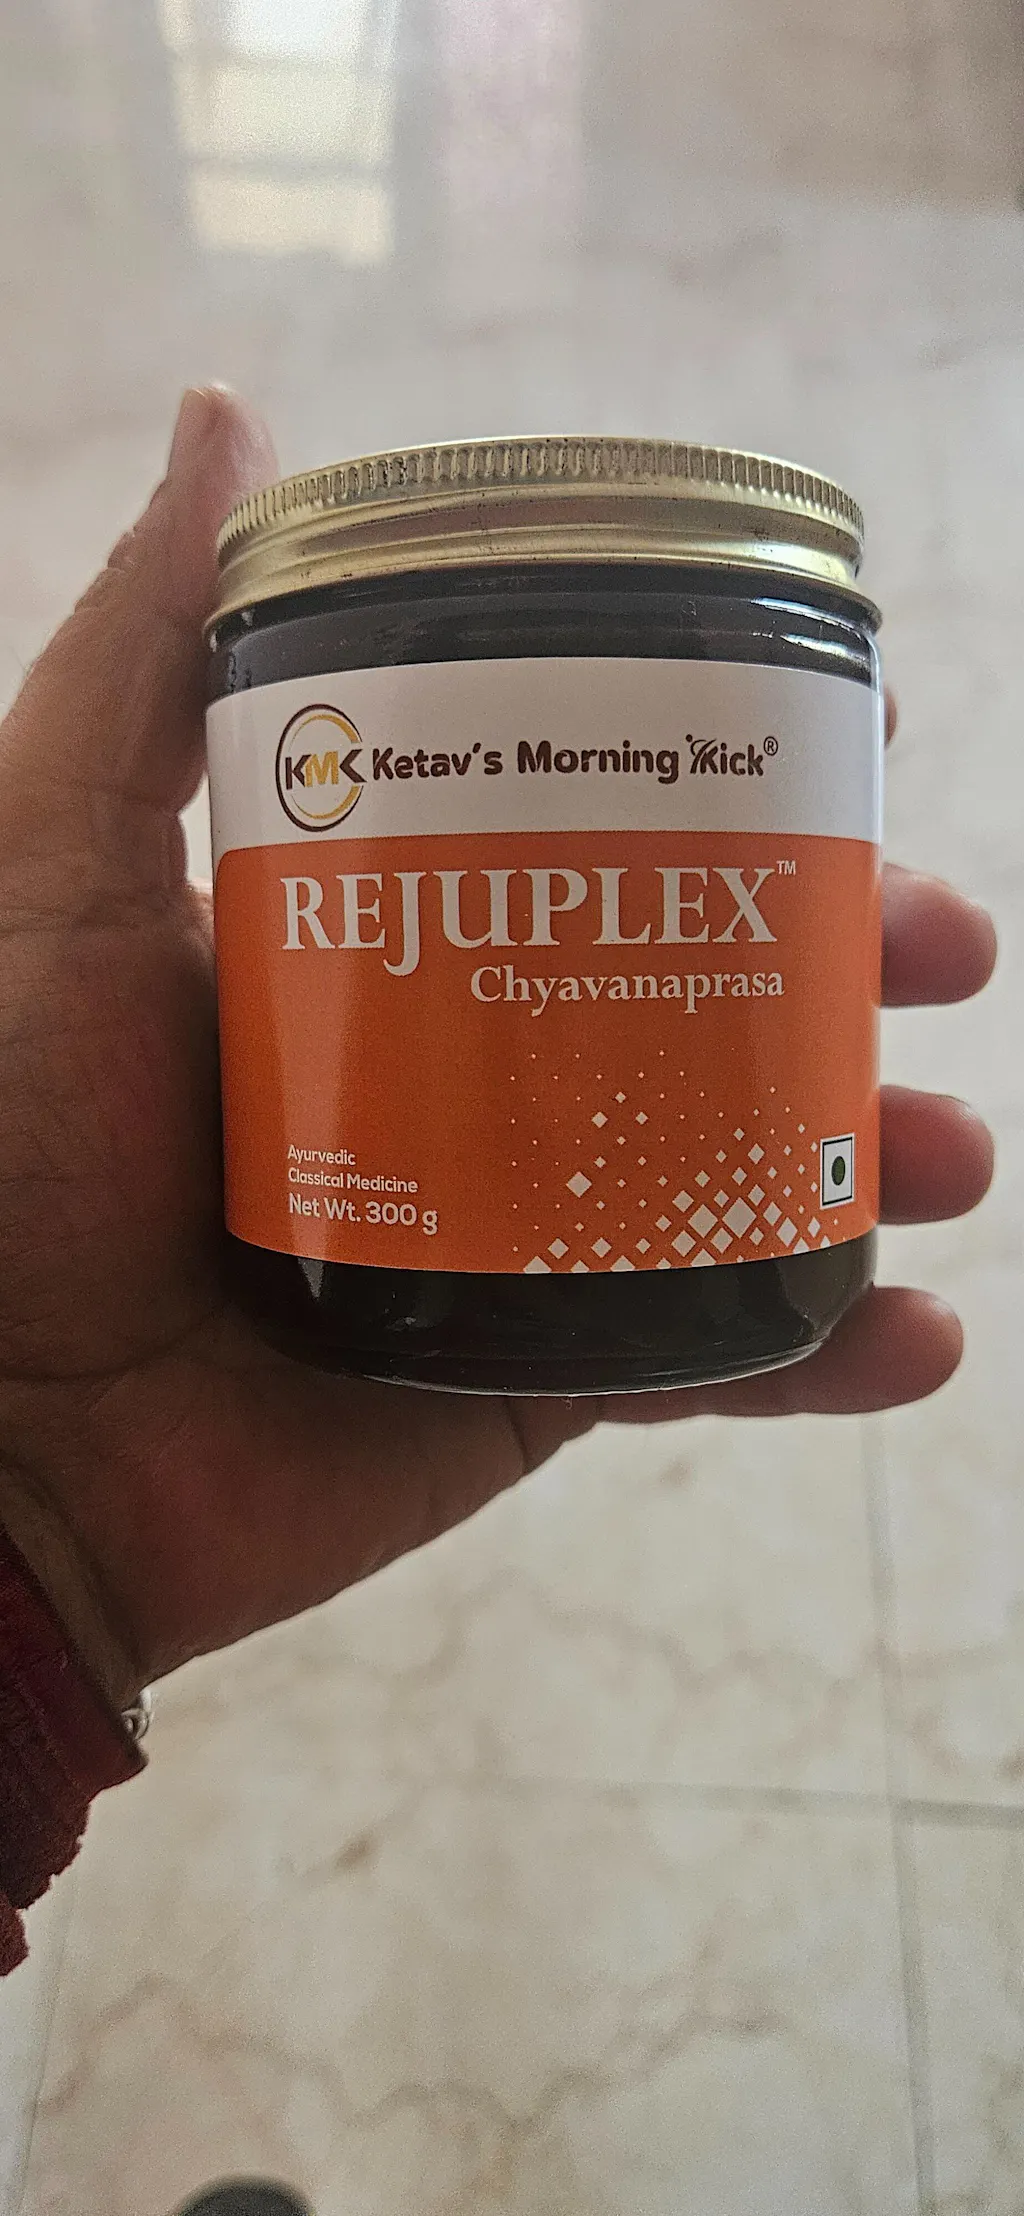 KMK Ketav's Morning Kick®
REJUPLEX™
Chyavanaprasa
Ayurvedic
Classical Medicine
Net Wt. 300 g